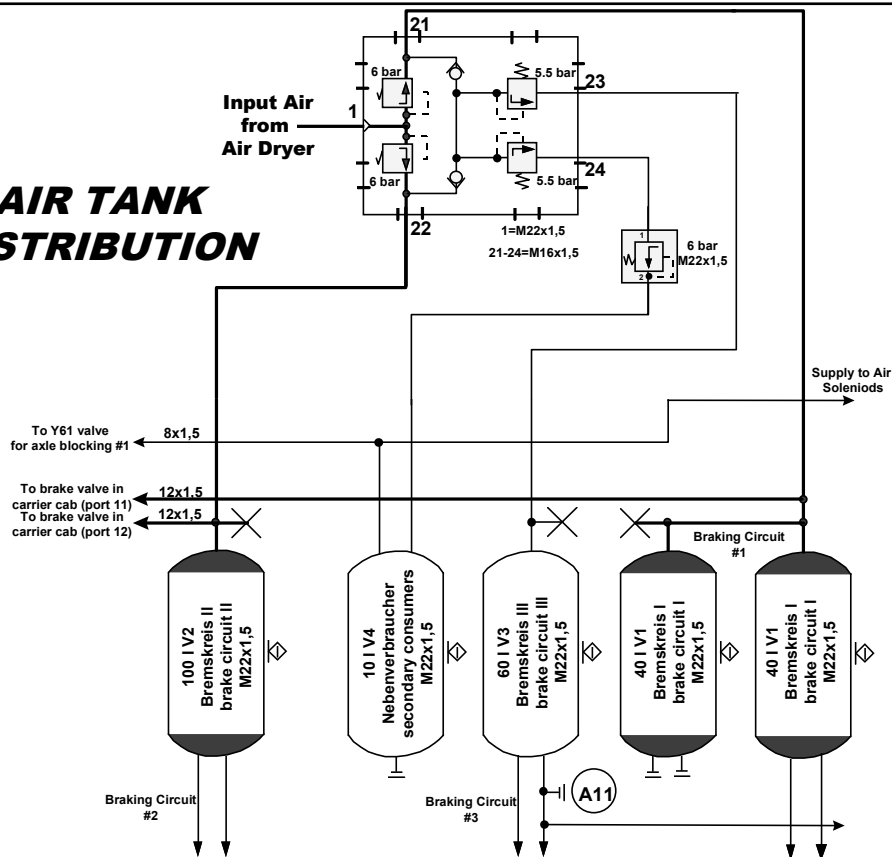 21
6 bar
5.5 bar
23
Input Air
from
Air Dryer
1
24
6 bar
5.5 bar
22
1=M22x1,5
21-24=M16x1,5
AIR TANK
STRIBUTION
1
6 bar
M22x1,5
2
Supply to Air
Soleniods
To Y61 valve
for axle blocking #1
8x1,5
To brake valve in
carrier cab (port 11)
12x1,5
To brake valve in
carrier cab (port 12)
12x1,5
Braking Circuit
#1
100 l V2
Bremskreis II
brake circuit II
M22x1,5
10 l V4
Nebenverbraucher
secondary consumers
M22x1,5
60 l V3
Bremskreis III
brake circuit III
M22x1,5
40 l V1
Bremskreis I
brake circuit I
M22x1,5
40 l V1
Bremskreis I
brake circuit I
M22x1,5
Braking Circuit
#2
Braking Circuit
#3
A11